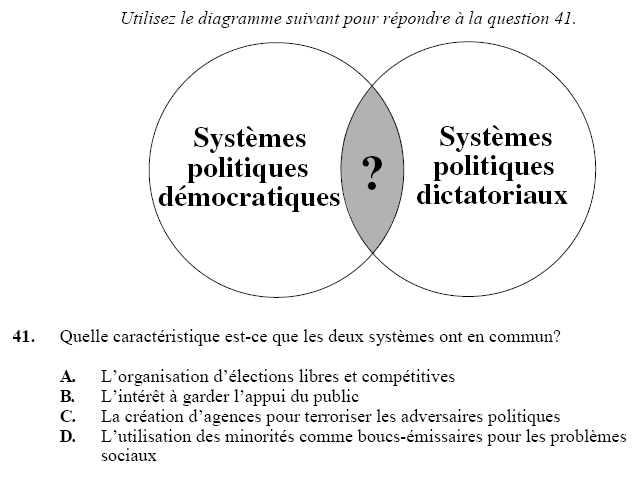 Utilisez le diagramme suivant pour répondre à la question 41.
Systèmes
politiques
démocratiques
?
Systèmes
politiques
dictatoriaux
41. Quelle caractéristique est-ce que les deux systèmes ont en commun?
A. L'organisation d'élections libres et compétitives
B. L'intérêt à garder l'appui du public
C. La création d'agences pour terroriser les adversaires politiques
D. L'utilisation des minorités comme boucs-émissaires pour les problèmes
sociaux